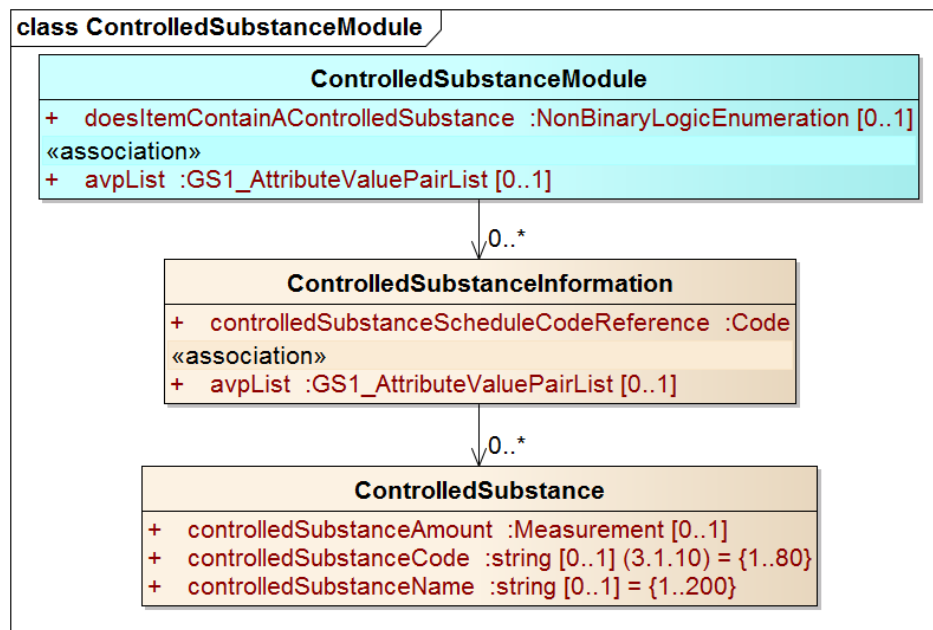 class ControlledSubstanceModule
ControlledSubstanceModule
+ doesItemContainAControlledSubstance :NonBinaryLogicEnumeration [0..1]
«association»
+ avpList :GS1_AttributeValuePairList [0..1]
0..*
ControlledSubstanceInformation
+ controlledSubstanceScheduleCodeReference :Code
«association»
+ avpList :GS1_AttributeValuePairList [0..1]
0..*
ControlledSubstance
+ controlledSubstanceAmount :Measurement [0..1]
+ controlledSubstanceCode :string [0..1] (3.1.10) = {1..80}
+ controlledSubstanceName :string [0..1] = {1..200}